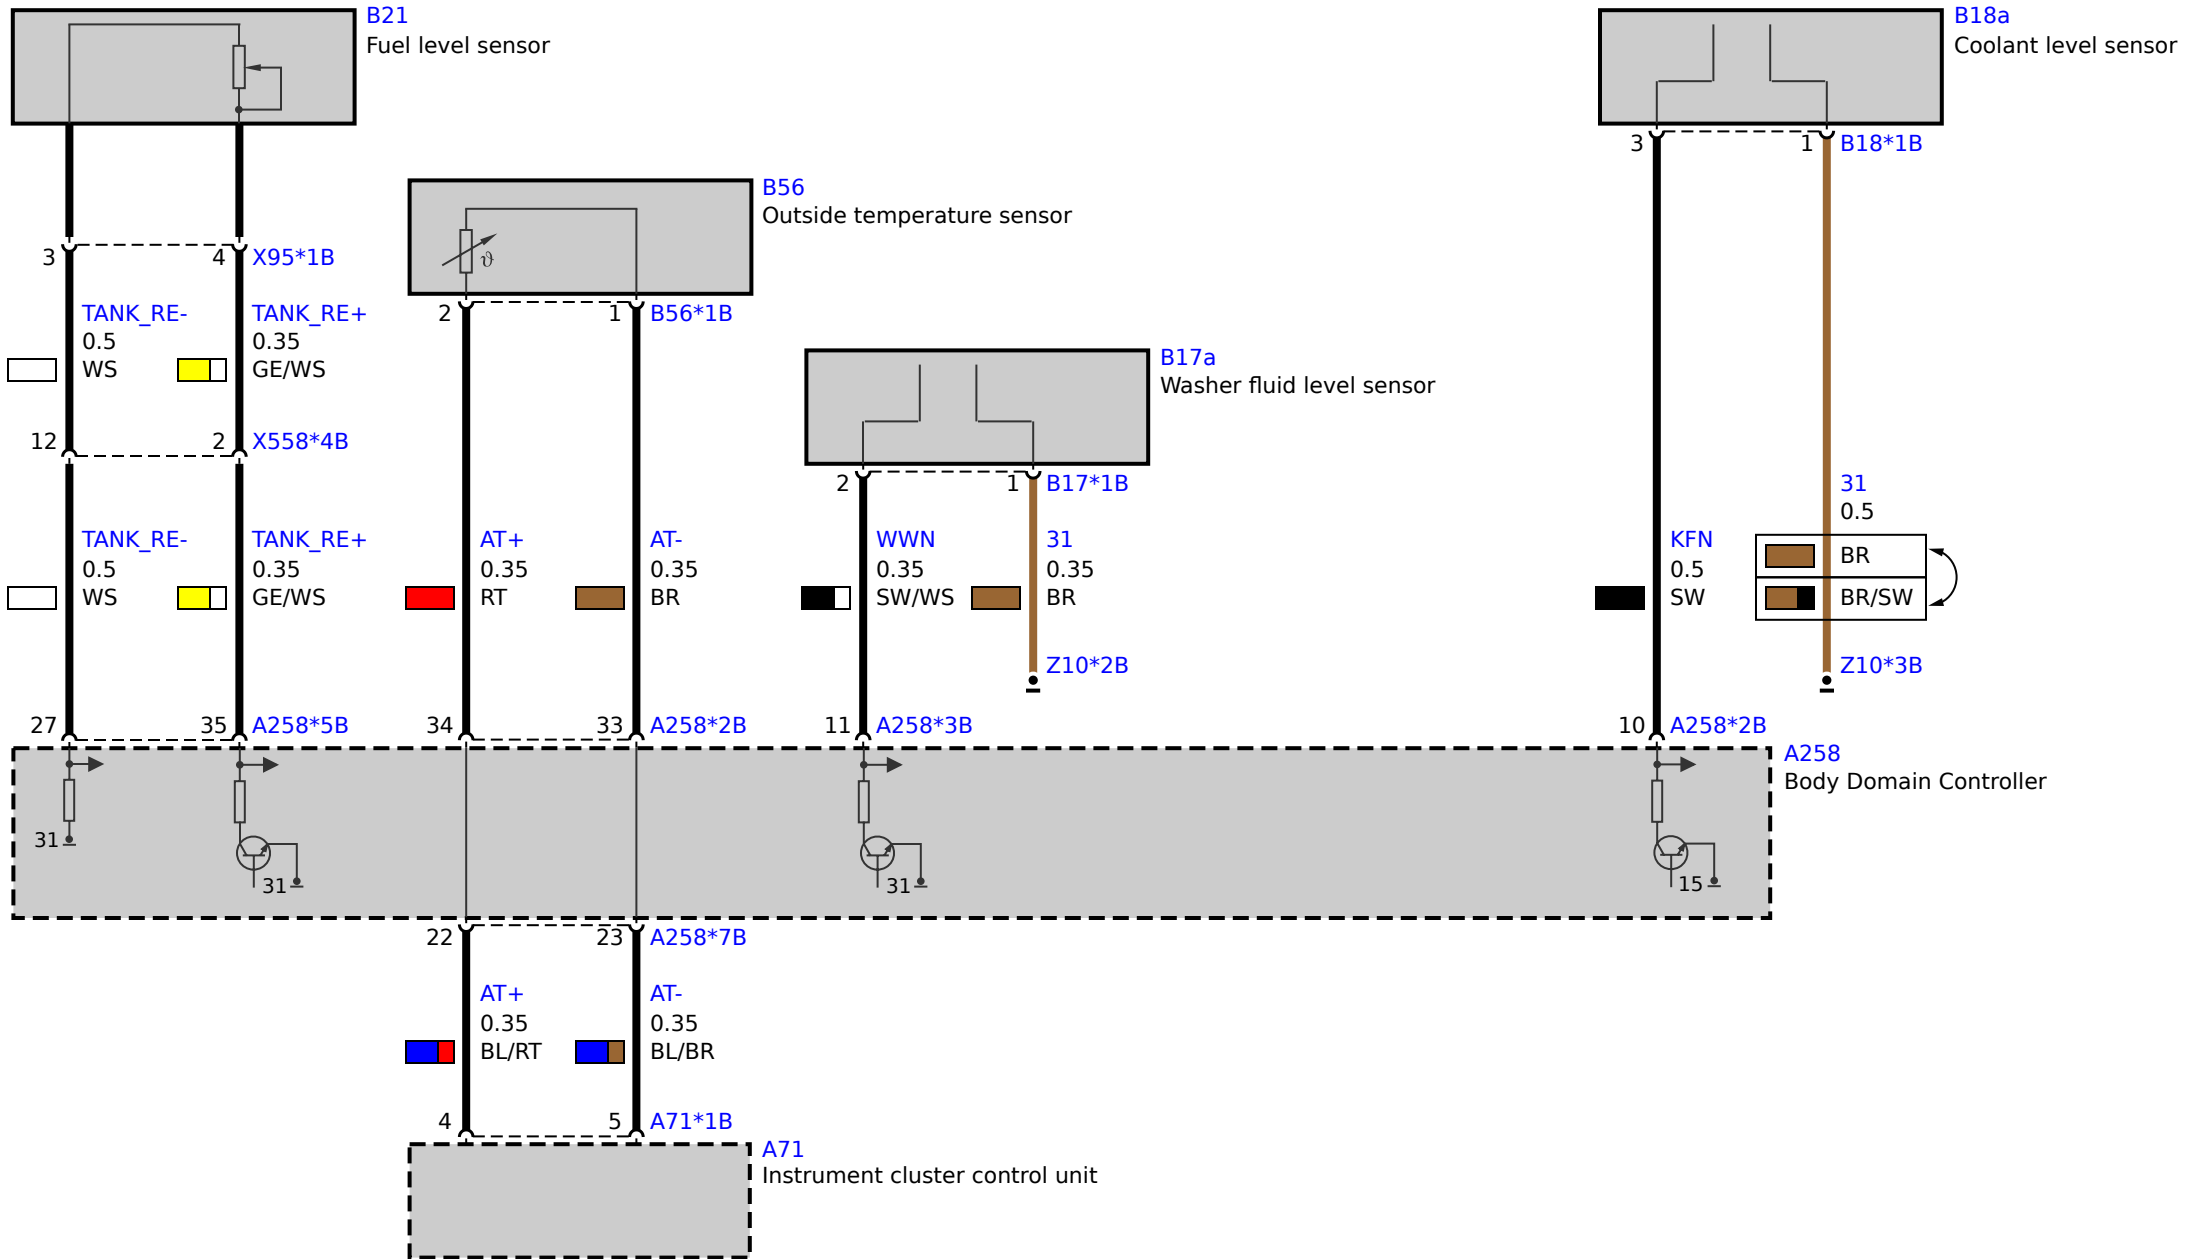 B21
Fuel level sensor
B18a
Coolant level sensor
3
1
B18*1B
B56
Outside temperature sensor
3
4
X95*1B
TANK_RE-
0.5
WS
TANK_RE+
0.35
GE/WS
2
1
B56*1B
ϑ
B17a
Washer fluid level sensor
12
2
X558*4B
2
1
B17*1B
31
0.5
BR
BR/SW
TANK_RE-
0.5
WS
TANK_RE+
0.35
GE/WS
AT+
0.35
RT
AT-
0.35
BR
WWN
0.35
SW/WS
31
0.35
BR
KFN
0.5
SW
Z10*2B
Z10*3B
27
35
A258*5B
34
33
A258*2B
11
A258*3B
10
A258*2B
A258
Body Domain Controller
31
31
31
15
22
23
A258*7B
AT+
0.35
BL/RT
AT-
0.35
BL/BR
4
5
A71*1B
A71
Instrument cluster control unit